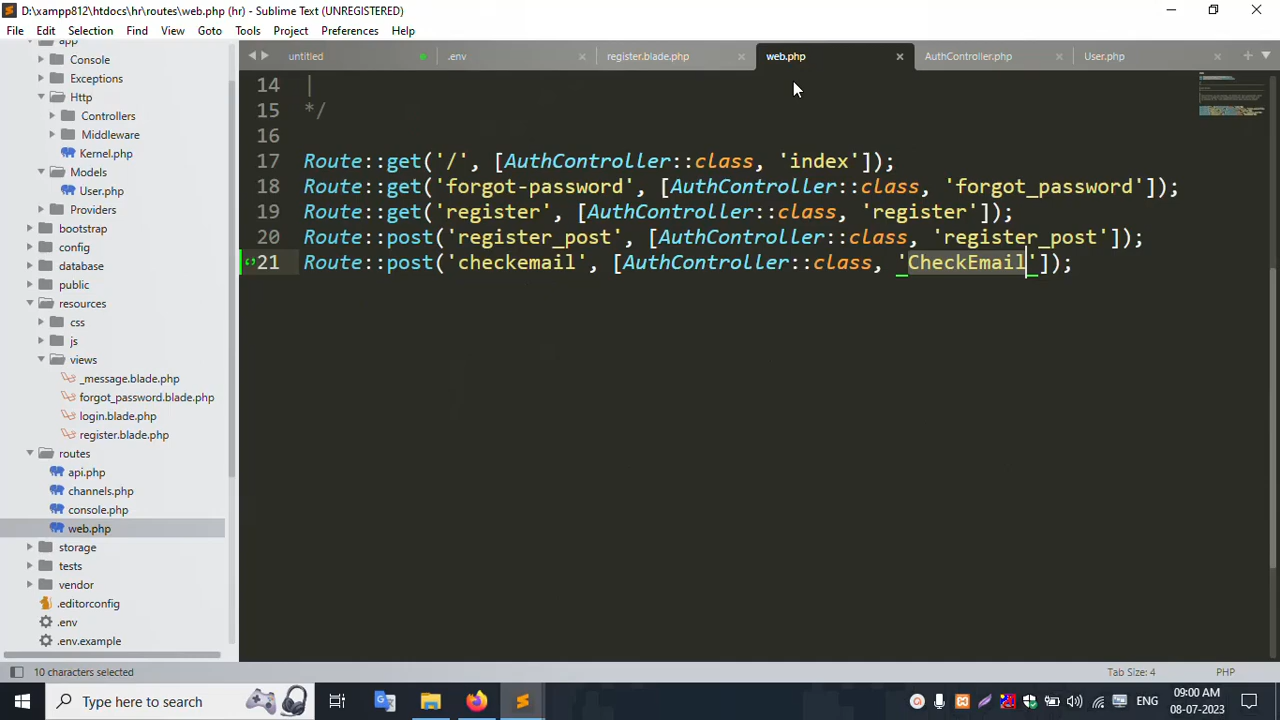 D:\xampp812\htdocs\hr\routes\web.php (hr) - Sublime Text (UNREGISTERED)
File Edit Selection Find View Goto Tools Project Preferences Help
app
Console
Exceptions
Http
Controllers
Middleware
Kernel.php
Models
User.php
Providers
bootstrap
config
database
public
resources
css
js
views
_message.blade.php
forgot_password.blade.php
login.blade.php
register.blade.php
routes
api.php
channels.php
console.php
web.php
storage
tests
vendor
.editorconfig
.env
.env.example
untitled .env register.blade.php web.php AuthController.php User.php
14 |
15 */
16
17 Route::get('/', [AuthController::class, 'index']);
18 Route::get('forgot-password', [AuthController::class, 'forgot_password']);
19 Route::get('register', [AuthController::class, 'register']);
20 Route::post('register_post', [AuthController::class, 'register_post']);
21 Route::post('checkemail', [AuthController::class, 'CheckEmail']);
10 characters selected Tab Size: 4 PHP
Type here to search ENG 09:00 AM
08-07-2023